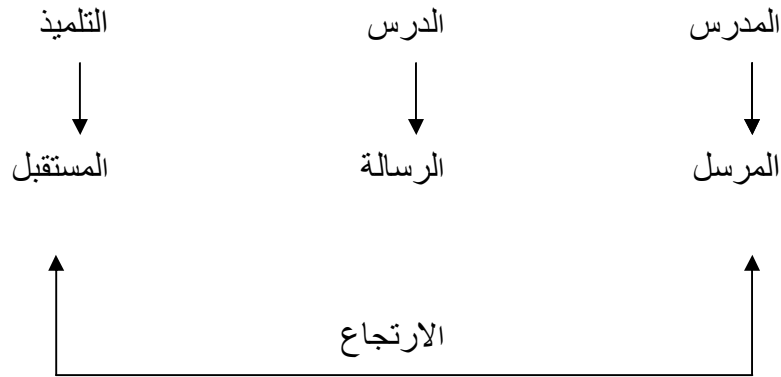 المدرس الدرس التلميذ
المرسل الرسالة المستقبل
الارتجاع